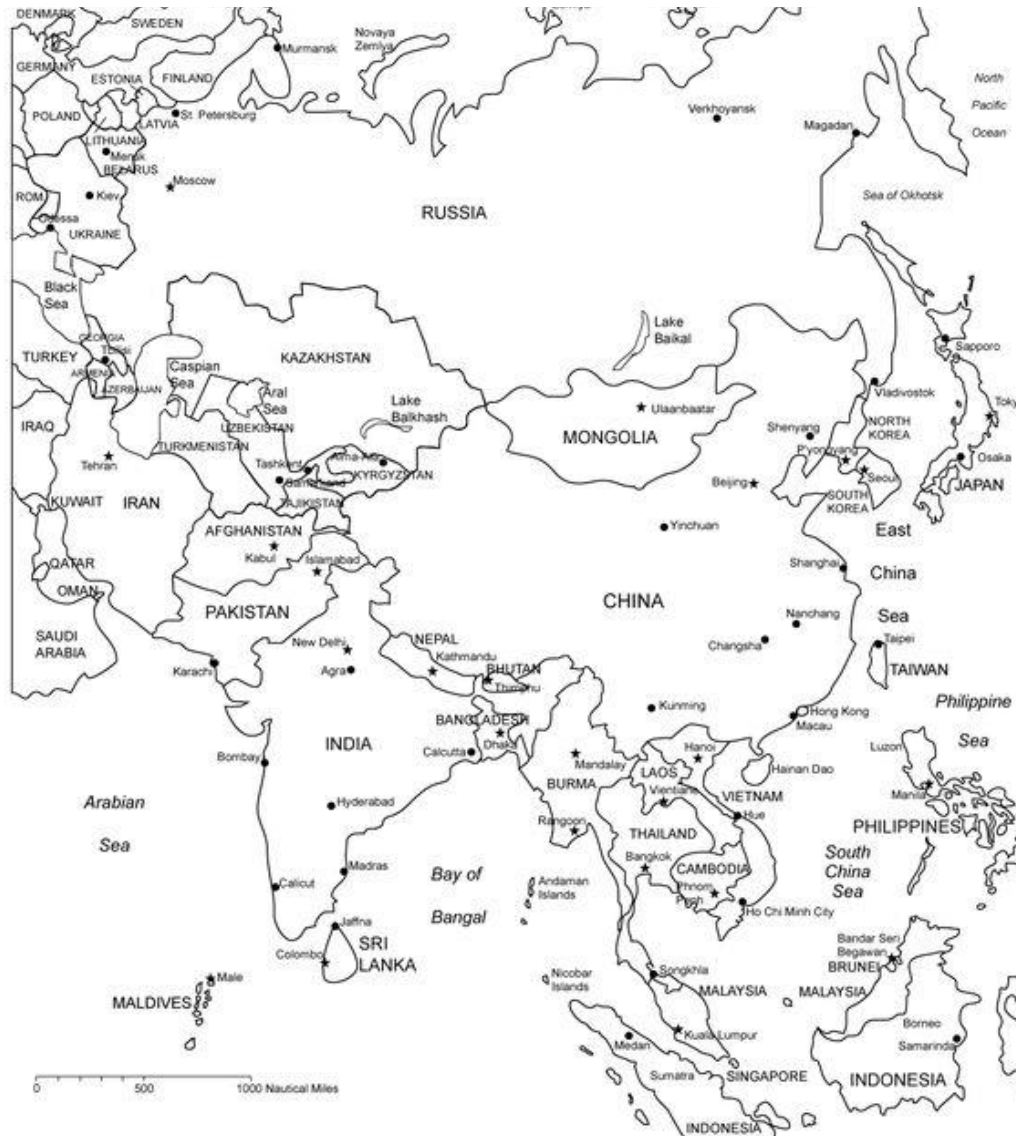 DENMARK
SWEDEN
Murmansk
Novaya
Zemlya
GERMANY
ESTONIA
FINLAND
North
Pacific
Ocean
POLAND
LATVIA
St. Petersburg
Verkhoyansk
Magadan
LITHUANIA
Mensk
BELARUS
Moscow
ROM.
Kiev
Sea of Okhotsk
RUSSIA
Odessa
UKRAINE
Black
Sea
GEORGIA
Tbilisi
TURKEY
ARMENIA
AZERBAIJAN
Caspian
Sea
KAZAKHSTAN
Aral
Sea
Lake
Balkhash
Lake
Baikal
Sapporo
Vladivostok
Ulaanbaatar
MONGOLIA
Shenyang
NORTH
KOREA
P'yongyang
Tokyo
IRAQ
UZBEKISTAN
TURKMENISTAN
Tehran
Tashkent
Alma-Ata
KYRGYZSTAN
Samarkand
TAJIKISTAN
Beijing
Seoul
SOUTH
KOREA
Osaka
JAPAN
KUWAIT
IRAN
AFGHANISTAN
Kabul
Islamabad
Yinchuan
East
China
Sea
QATAR
OMAN
Shanghai
PAKISTAN
CHINA
SAUDI
ARABIA
New Delhi
NEPAL
Kathmandu
Nanchang
Changsha
Taipei
TAIWAN
Karachi
Agra
BHUTAN
Thimphu
Kunming
Hong Kong
Macau
Philippine
Sea
BANGLADESH
Dhaka
INDIA
Calcutta
Mandalay
Hanoi
Luzon
Bombay
BURMA
LAOS
Hainan Dao
Vientiane
VIETNAM
Manila
Arabian
Sea
Hyderabad
Rangoon
THAILAND
Hue
PHILIPPINES
Madras
Bay of
Bangal
Bangkok
CAMBODIA
South
China
Sea
Calicut
Andaman
Islands
Phnom
Penh
Ho Chi Minh City
Jaffna
SRI
LANKA
Colombo
Bandar Seri
Begawan
BRUNEI
Male
MALDIVES
Nicobar
Islands
Songkhla
MALAYSIA
MALAYSIA
Kuala Lumpur
Medan
Borneo
Samarinda
Sumatra
SINGAPORE
INDONESIA
INDONESIA
0 500 1000 Nautical Miles